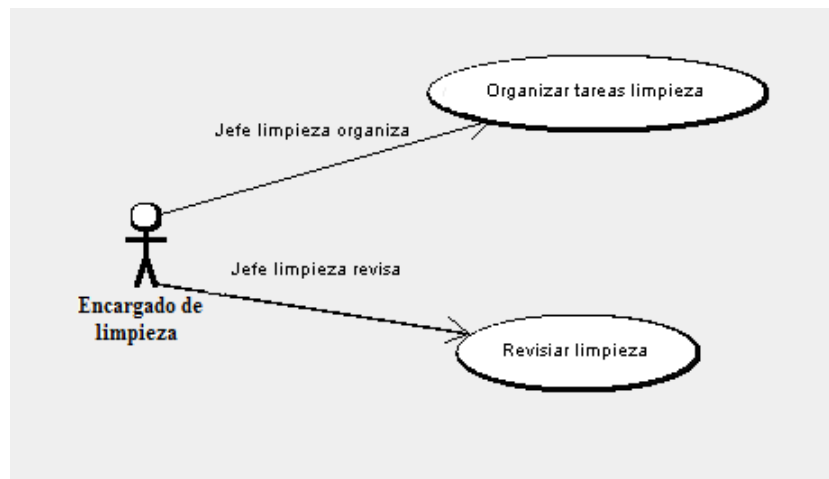 Organizar tareas limpieza
Jefe limpieza organiza
Jefe limpieza revisa
Encargado de
limpieza
Revisiar limpieza